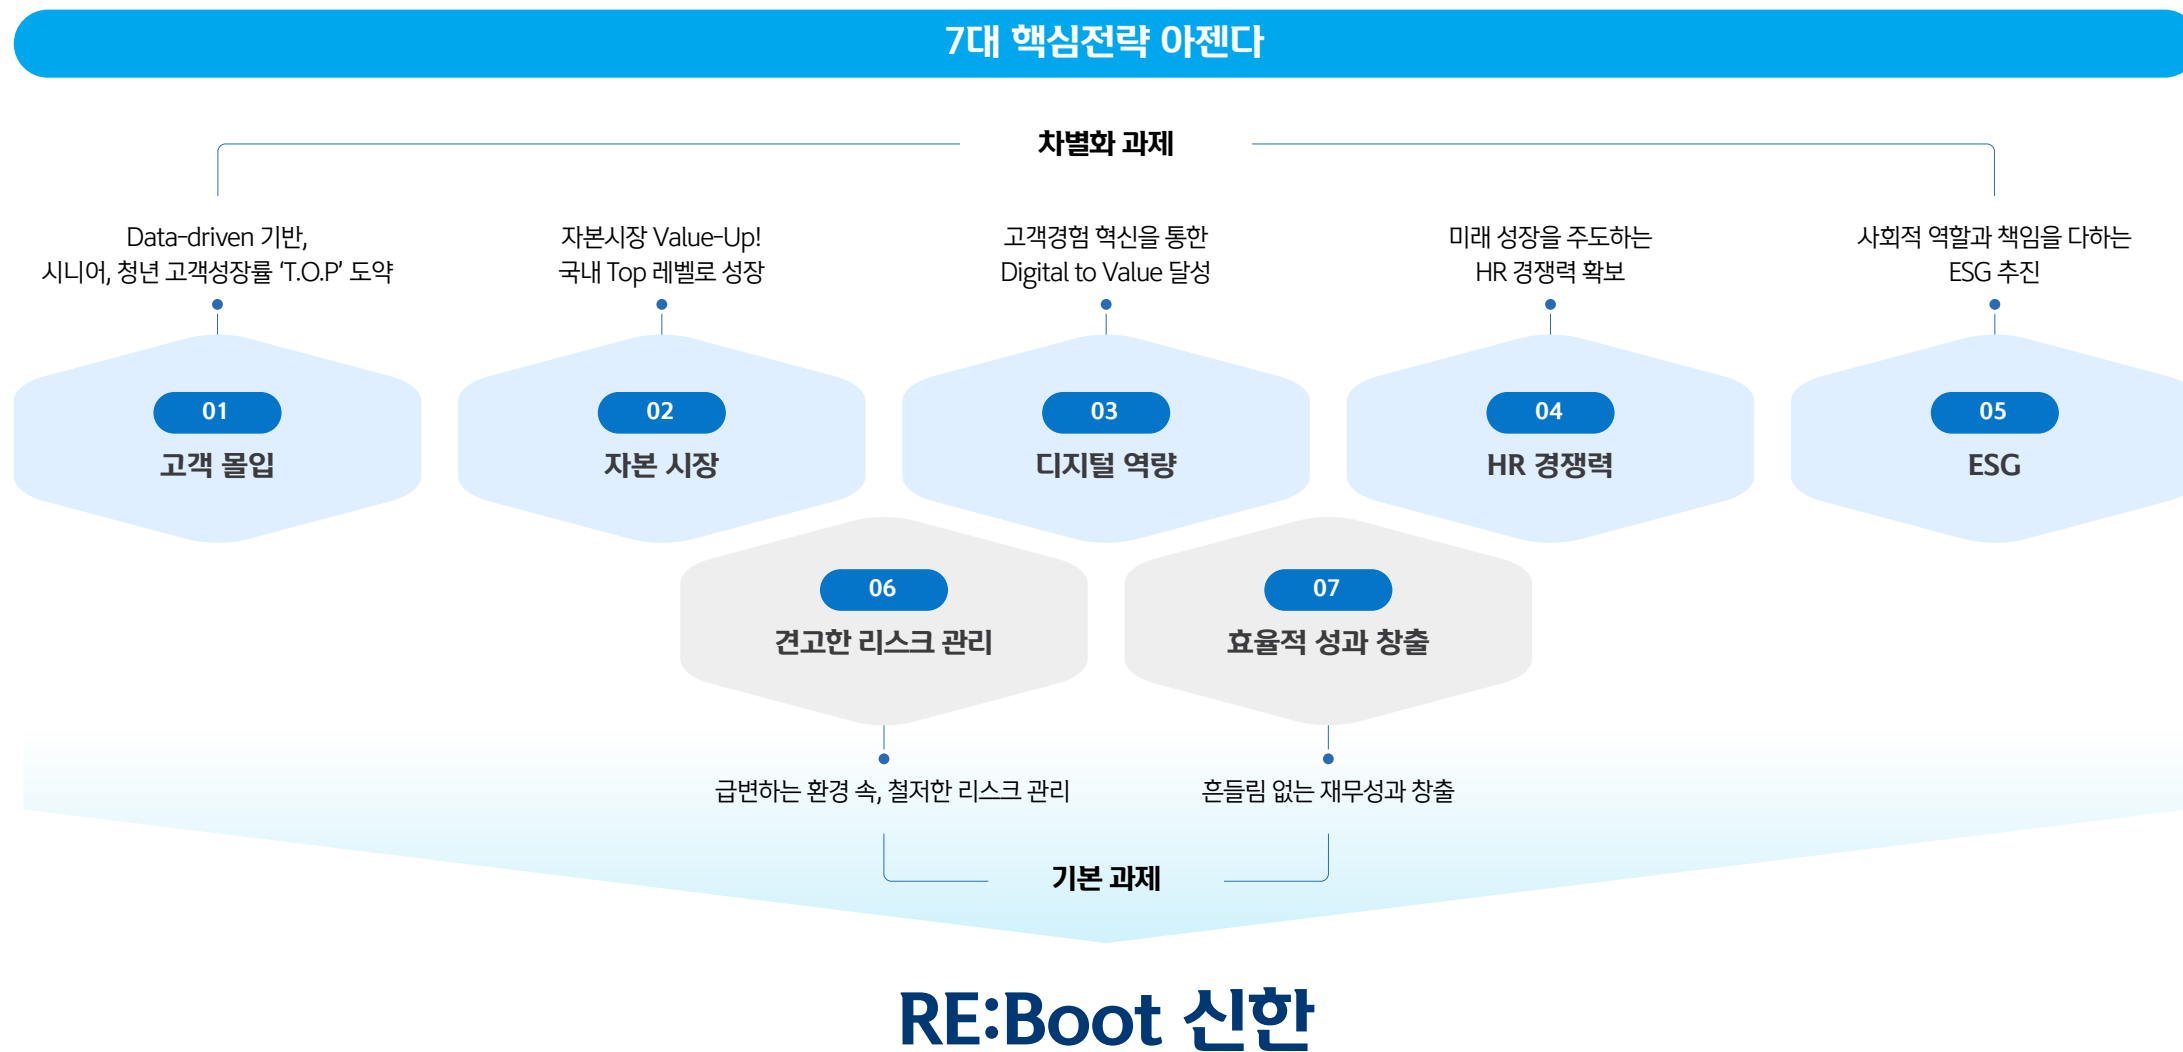 7대 핵심전략 아젠다
차별화 과제
Data-driven 기반,
시니어, 청년 고객성장률 ‘T.O.P’ 도약
자본시장 Value-Up!
국내 Top 레벨로 성장
고객경험 혁신을 통한
Digital to Value 달성
미래 성장을 주도하는
HR 경쟁력 확보
사회적 역할과 책임을 다하는
ESG 추진
01
고객 몰입
02
자본 시장
03
디지털 역량
04
HR 경쟁력
05
ESG
06
견고한 리스크 관리
07
효율적 성과 창출
급변하는 환경 속, 철저한 리스크 관리
흔들림 없는 재무성과 창출
기본 과제
RE:Boot 신한